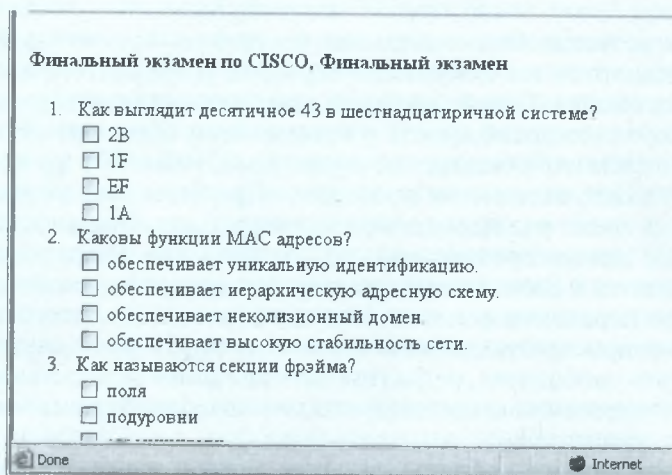 Финальный экзамен по CISCO, Финальный экзамен
1. Как выглядит десятичное 43 в шестнадцатиричной системе?
2B
1F
EF
1A
2. Каковы функции MAC адресов?
обеспечивает уникальную идентификацию.
обеспечивает иерархическую адресную схему.
обеспечивает неколизионный домен.
обеспечивает высокую стабильность сети.
3. Как называются секции фрэйма?
поля
подуровни
Done Internet